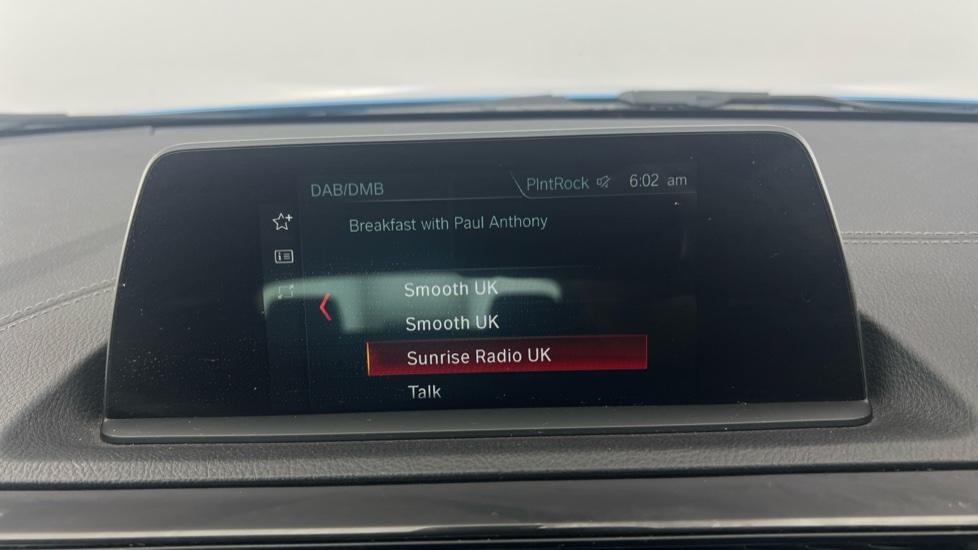 DAB/DMB PlntRock 6:02 am
Breakfast with Paul Anthony
Smooth UK
Smooth UK
Sunrise Radio UK
Talk